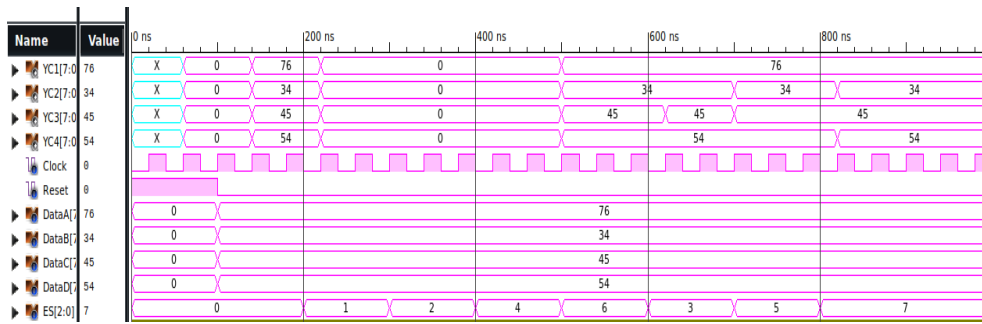 Name Value 0 ns 200 ns 400 ns 600 ns 800 ns
YC1[7:0 76 X 0 76 0 76
YC2[7:0 34 X 0 34 0 34 34 34
YC3[7:0 45 X 0 45 0 45 45 45
YC4[7:0 54 X 0 54 0 54 54
Clock 0
Reset 0
DataA[7 76 0 76
DataB[7 34 0 34
DataC[7 45 0 45
DataD[7 54 0 54
ES[2:0] 7 0 1 2 4 6 3 5 7